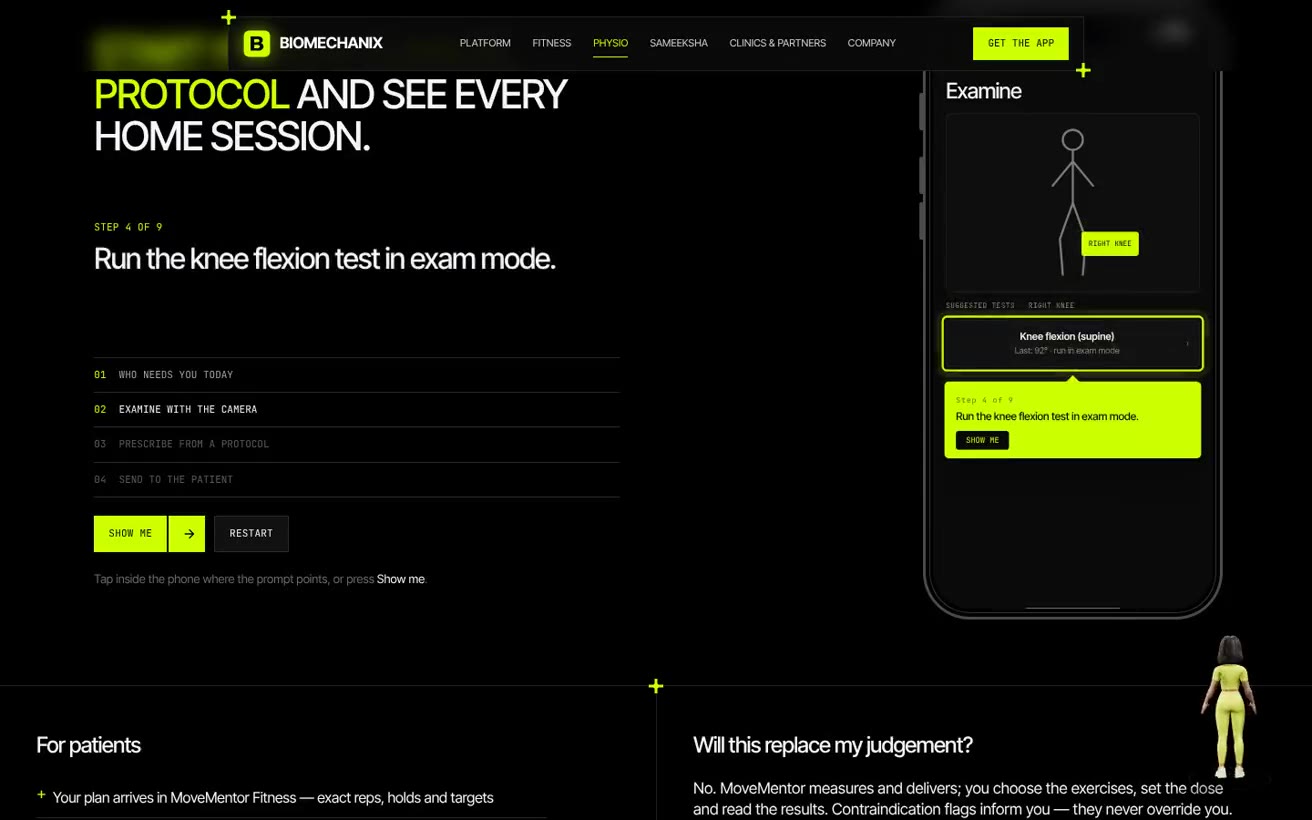 B BIOMECHANIX
PLATFORM FITNESS PHYSIO SAMEEKSHA CLINICS & PARTNERS COMPANY
GET THE APP
PROTOCOL AND SEE EVERY
HOME SESSION.
STEP 4 OF 9
Run the knee flexion test in exam mode.
01 WHO NEEDS YOU TODAY
02 EXAMINE WITH THE CAMERA
03 PRESCRIBE FROM A PROTOCOL
04 SEND TO THE PATIENT
SHOW ME →
RESTART
Tap inside the phone where the prompt points, or press Show me.
Examine
RIGHT KNEE
SUGGESTED TESTS RIGHT KNEE
Knee flexion (supine)
Last: 92° · run in exam mode
Step 4 of 9
Run the knee flexion test in exam mode.
SHOW ME
For patients
+ Your plan arrives in MoveMentor Fitness — exact reps, holds and targets
Will this replace my judgement?
No. MoveMentor measures and delivers; you choose the exercises, set the dose
and read the results. Contraindication flags inform you — they never override you.